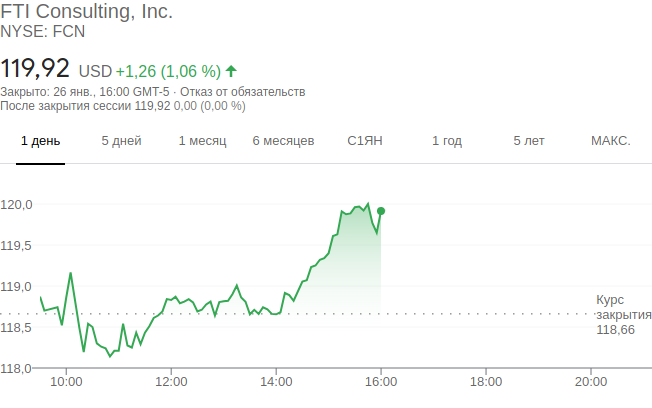 FTI Consulting, Inc.
NYSE: FCN
119,92 USD +1,26 (1,06 %)
Закрыто: 26 янв., 16:00 GMT-5 · Отказ от обязательств
После закрытия сессии 119,92 0,00 (0,00 %)
1 день 5 дней 1 месяц 6 месяцев С1ЯН 1 год 5 лет МАКС.
120,0
119,5
119,0
118,5
118,0
Курс
закрытия
118,66
10:00 12:00 14:00 16:00 18:00 20:00